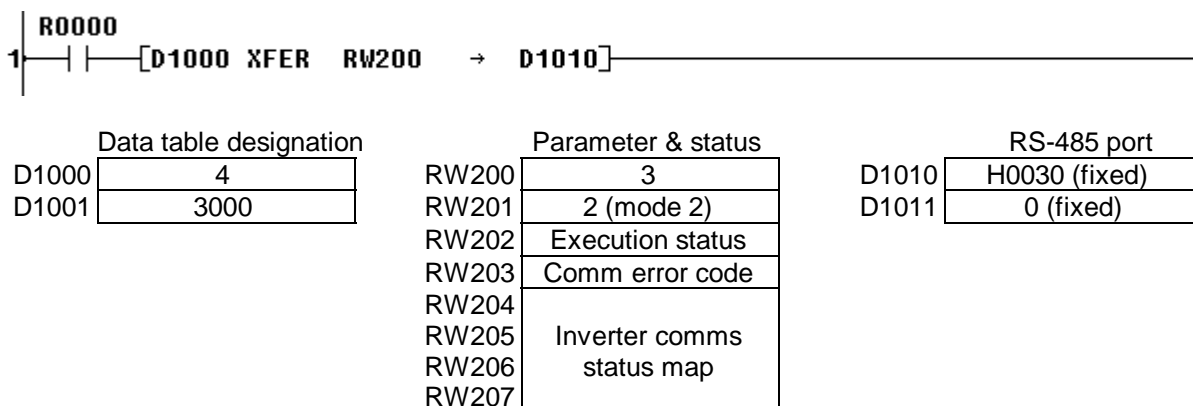 R0000
1 [D1000 XFER RW200 → D1010]
Data table designation Parameter & status RS-485 port
D1000 4 RW200 3 D1010 H0030 (fixed)
D1001 3000 RW201 2 (mode 2) D1011 0 (fixed)
RW202 Execution status
RW203 Comm error code
RW204
RW205 Inverter comms
RW206 status map
RW207